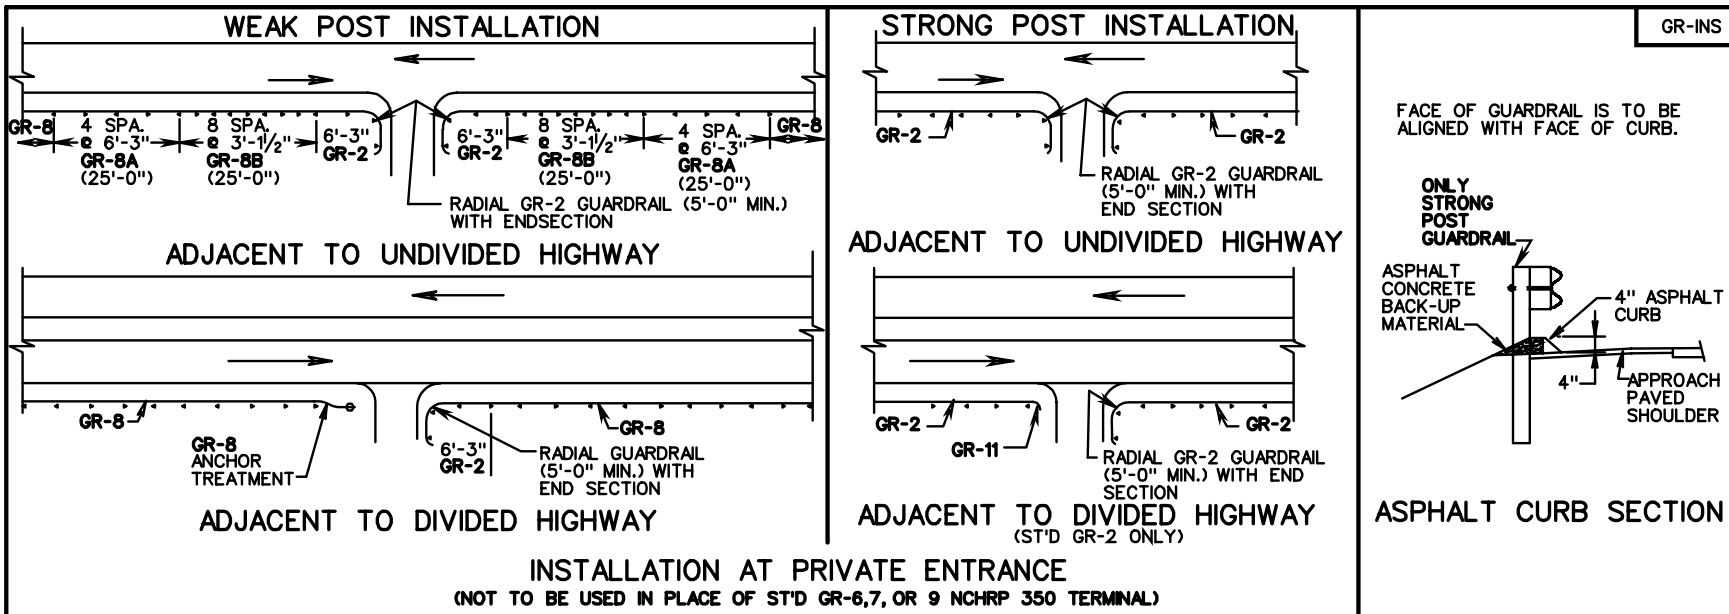 WEAK POST INSTALLATION
GR-8
4 SPA.
@ 6'-3"
GR-8A
(25'-0")
8 SPA.
@ 3'-1 1/2"
GR-8B
(25'-0")
6'-3"
GR-2
6'-3"
GR-2
8 SPA.
@ 3'-1 1/2"
GR-8B
(25'-0")
4 SPA.
@ 6'-3"
GR-8A
(25'-0")
GR-8
RADIAL GR-2 GUARDRAIL (5'-0" MIN.)
WITH ENDSECTION
ADJACENT TO UNDIVIDED HIGHWAY
GR-8
GR-8
ANCHOR
TREATMENT
6'-3"
GR-2
GR-8
RADIAL GUARDRAIL
(5'-0" MIN.) WITH
END SECTION
ADJACENT TO DIVIDED HIGHWAY
STRONG POST INSTALLATION
GR-2
GR-2
RADIAL GR-2 GUARDRAIL
(5'-0" MIN.) WITH
END SECTION
ADJACENT TO UNDIVIDED HIGHWAY
GR-2
GR-11
GR-2
RADIAL GR-2 GUARDRAIL
(5'-0" MIN.) WITH END
SECTION
ADJACENT TO DIVIDED HIGHWAY
(ST'D GR-2 ONLY)
INSTALLATION AT PRIVATE ENTRANCE
(NOT TO BE USED IN PLACE OF ST'D GR-6,7, OR 9 NCHRP 350 TERMINAL)
GR-INS
FACE OF GUARDRAIL IS TO BE
ALIGNED WITH FACE OF CURB.
ONLY
STRONG
POST
GUARDRAIL
ASPHALT
CONCRETE
BACK-UP
MATERIAL
4" ASPHALT
CURB
4"
APPROACH
PAVED
SHOULDER
ASPHALT CURB SECTION